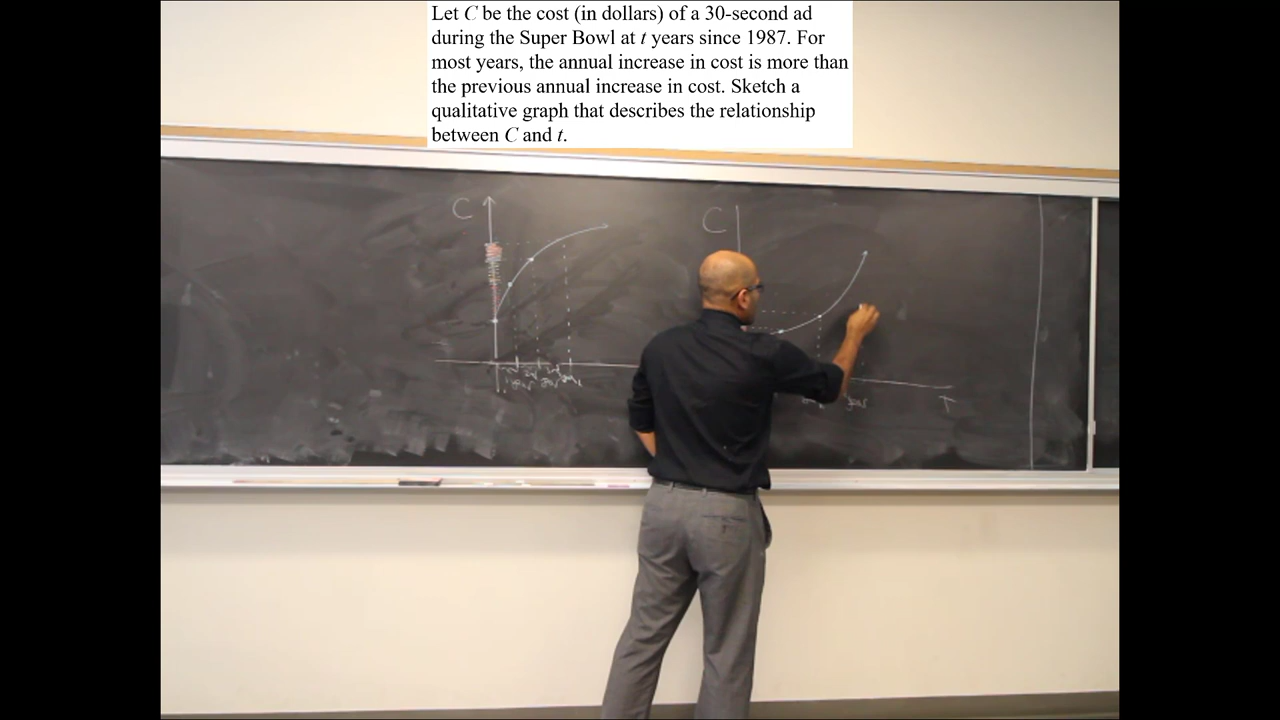 Let C be the cost (in dollars) of a 30-second ad
during the Super Bowl at t years since 1987. For
most years, the annual increase in cost is more than
the previous annual increase in cost. Sketch a
qualitative graph that describes the relationship
between C and t.
C
C
year
T